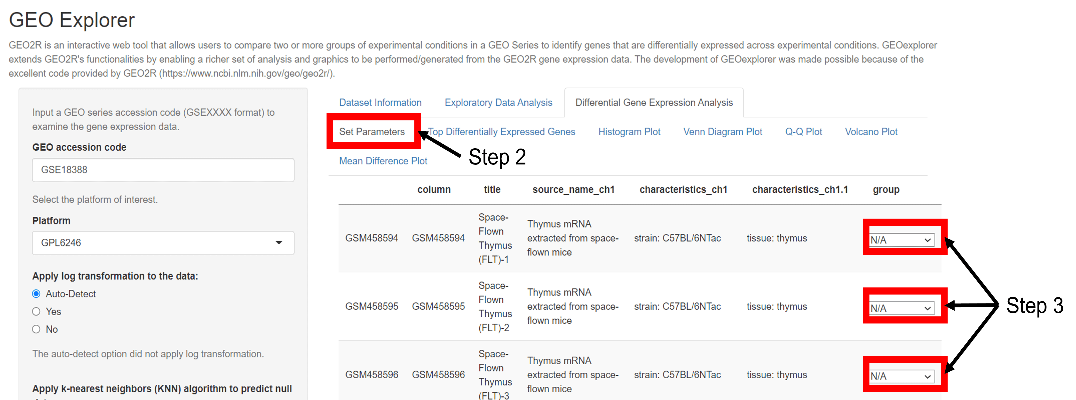 GEO Explorer
GEO2R is an interactive web tool that allows users to compare two or more groups of experimental conditions in a GEO Series to identify genes that are differentially expressed across experimental conditions. GEOexplorer
extends GEO2R's functionalities by enabling a richer set of analysis and graphics to be performed/generated from the GEO2R gene expression data. The development of GEOexplorer was made possible because of the
excellent code provided by GEO2R (https://www.ncbi.nlm.nih.gov/geo/geo2r/).
Input a GEO series accession code (GSEXXXX format) to
examine the gene expression data.
GEO accession code
GSE18388
Select the platform of interest.
Platform
GPL6246
Apply log transformation to the data:
Auto-Detect
Yes
No
The auto-detect option did not apply log transformation.
Apply k-nearest neighbors (KNN) algorithm to predict null
Dataset Information Exploratory Data Analysis Differential Gene Expression Analysis
Set Parameters Top Differentially Expressed Genes Histogram Plot Venn Diagram Plot Q-Q Plot Volcano Plot
Mean Difference Plot
Step 2
column title source_name_ch1 characteristics_ch1 characteristics_ch1.1 group
GSM458594 GSM458594 Space-
Flown
Thymus
(FLT)-1
Thymus mRNA
extracted from space-
flown mice
strain: C57BL/6NTac tissue: thymus N/A
GSM458595 GSM458595 Space-
Flown
Thymus
(FLT)-2
Thymus mRNA
extracted from space-
flown mice
strain: C57BL/6NTac tissue: thymus N/A
GSM458596 GSM458596 Space-
Flown
Thymus
(FLT)-3
Thymus mRNA
extracted from space-
flown mice
strain: C57BL/6NTac tissue: thymus N/A
Step 3